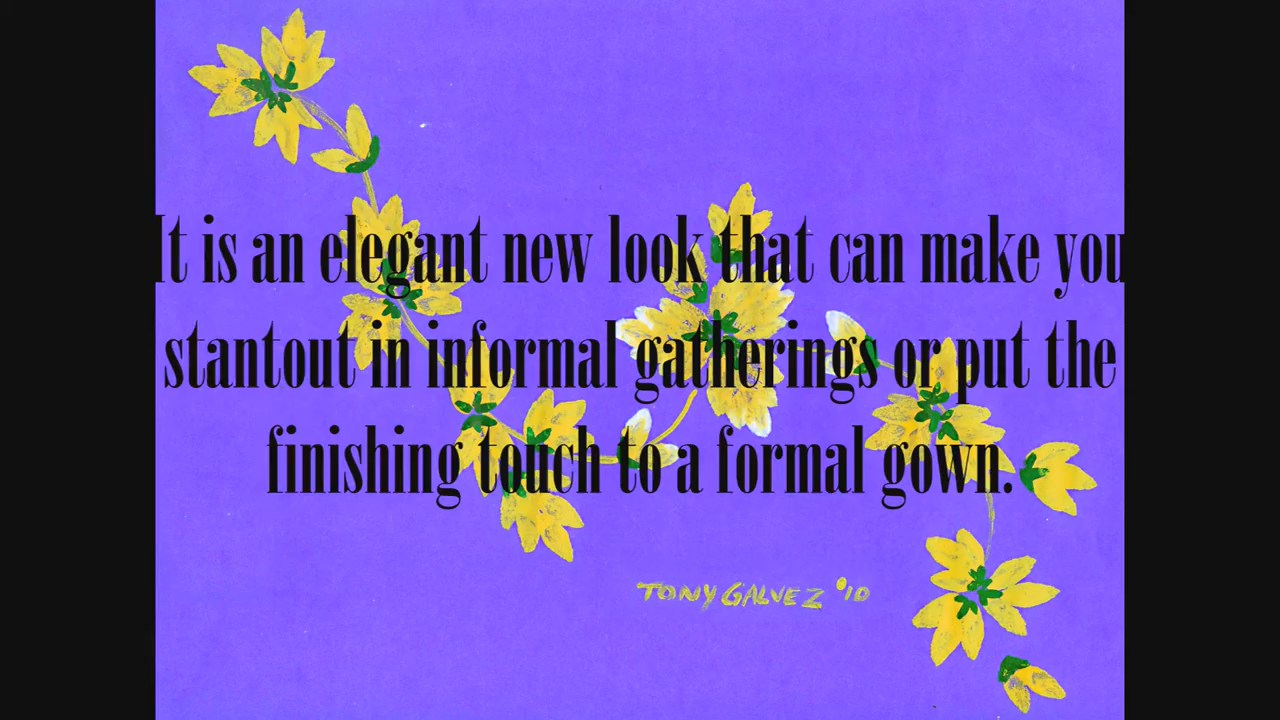 It is an elegant new look that can make you
stantout in informal gatherings or put the
finishing touch to a formal gown.
TONY GALVEZ '10